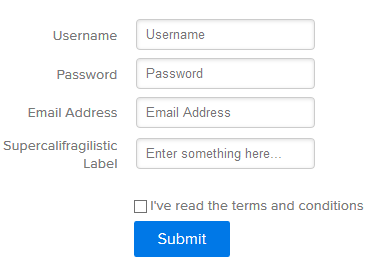 Username Username
Password Password
Email Address Email Address
Supercalifragilistic
Label Enter something here...
I've read the terms and conditions
Submit